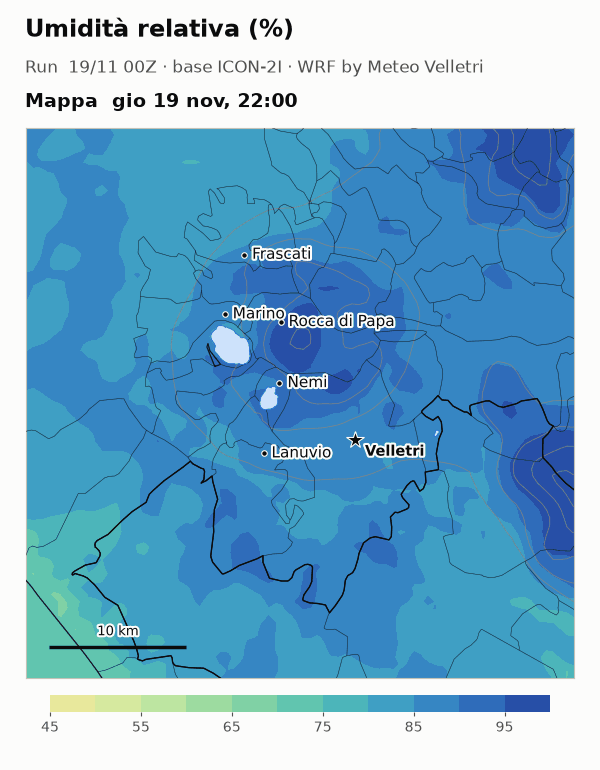 Umidità relativa (%)
Run 19/11 00Z · base ICON-2I · WRF by Meteo Velletri
Mappa gio 19 nov, 22:00
Frascati
Marino
Rocca di Papa
Nemi
Velletri
Lanuvio
10 km
45 55 65 75 85 95